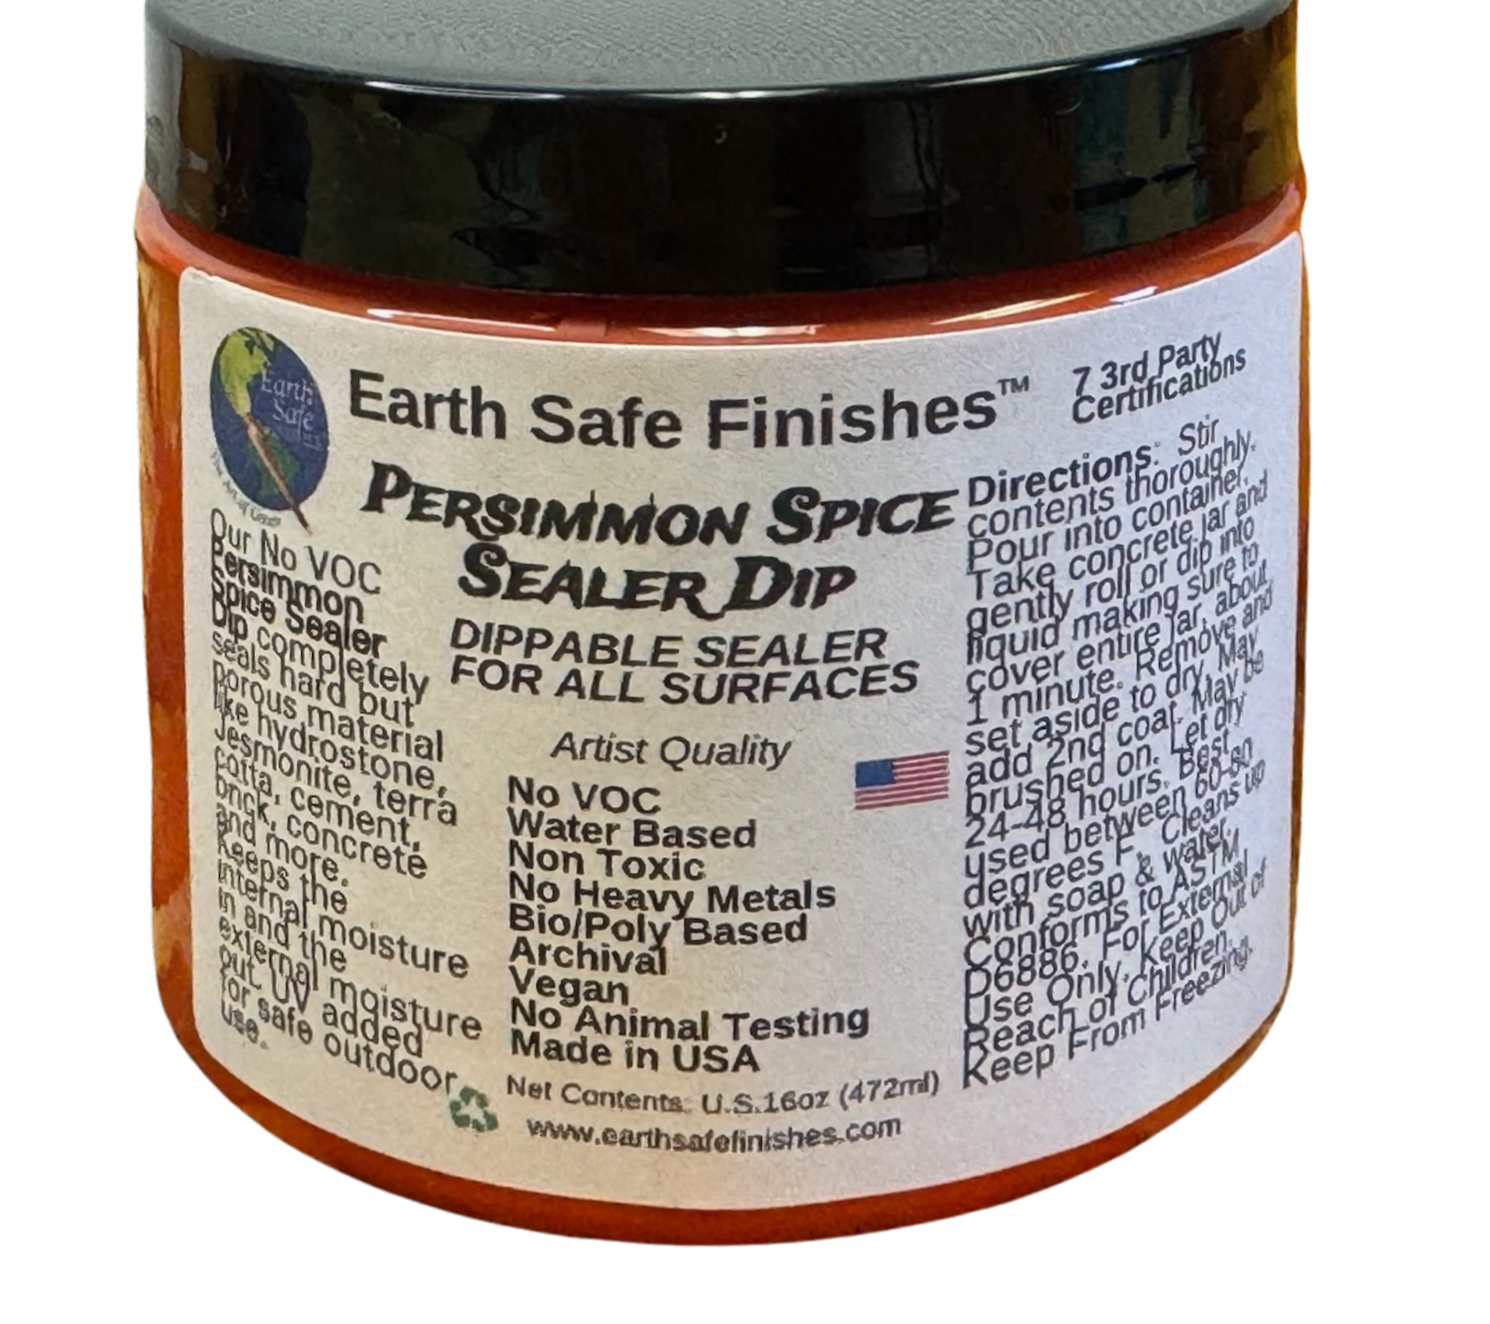 Earth
Safe
Earth Safe Finishes™
7 3rd Party
Certifications
PERSIMMON SPICE
SEALER DIP
DIPPABLE SEALER
FOR ALL SURFACES
Our No VOC
Persimmon
Spice Sealer
Dip completely
seals hard but
porous material
like hydrostone,
Jesmonite, terra
cotta, cement,
brick, concrete
and more.
Keeps the
internal moisture
in and the
external moisture
out. UV added
for safe outdoor
use.
Artist Quality
No VOC
Water Based
Non Toxic
No Heavy Metals
Bio/Poly Based
Archival
Vegan
No Animal Testing
Made in USA
Net Contents: U.S.16oz (472ml)
www.earthsafefinishes.com
Directions: Stir
contents thoroughly.
Pour into container.
Take concrete jar and
gently roll or dip into
liquid making sure to
cover entire jar, about
1 minute. Remove and
set aside to dry. May
add 2nd coat. May be
brushed on. Let dry
24-48 hours. Best
used between 60-80
degrees F. Cleans up
with soap & water.
Conforms to ASTM
D6886. For External
Use Only. Keep Out of
Reach of Children.
Keep From Freezing.